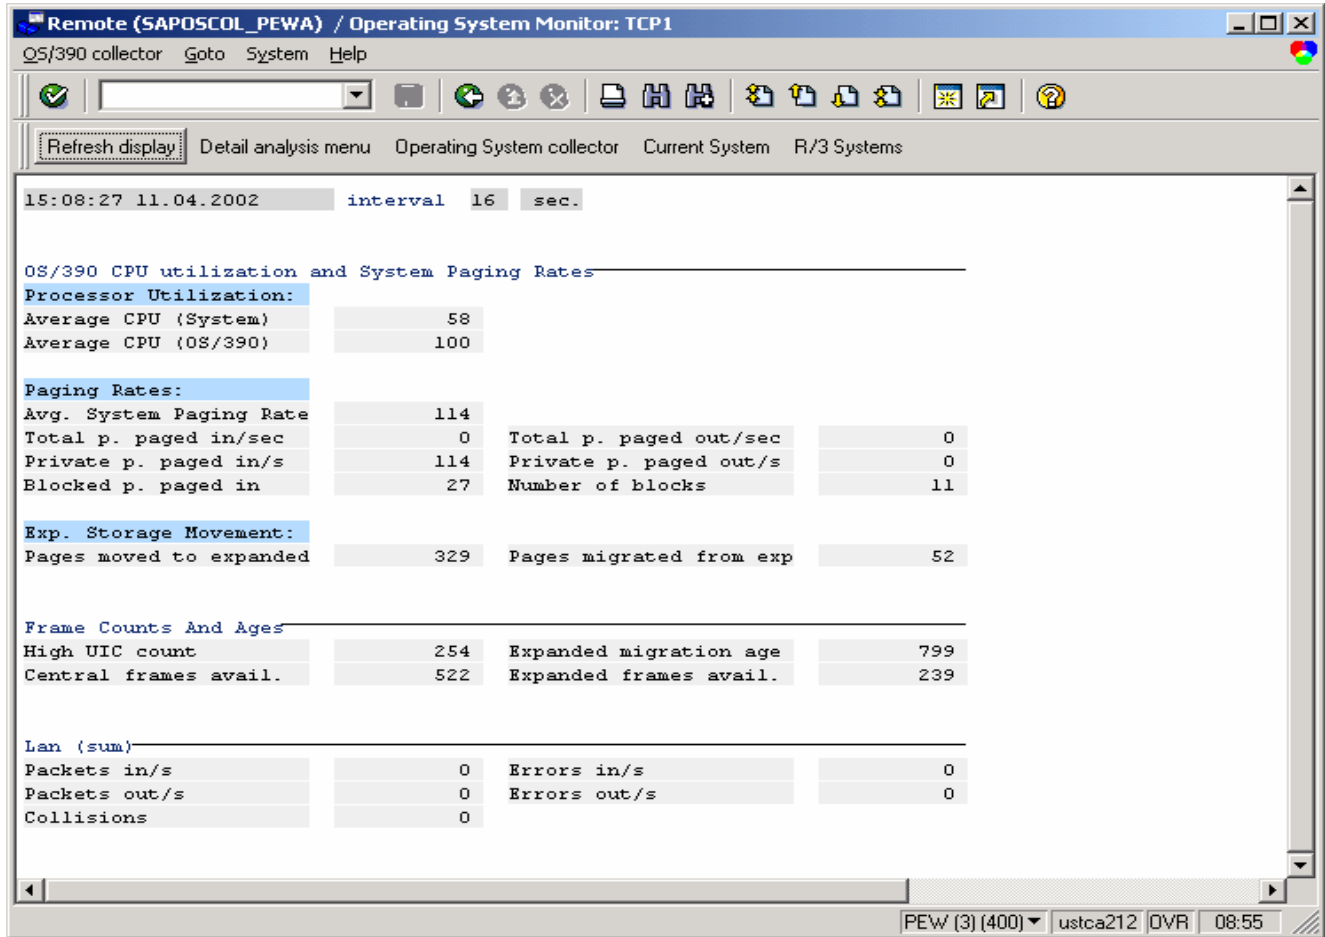 Remote (SAPOSCOL_PEWA) / Operating System Monitor: TCP1
OS/390 collector Goto System Help
Refresh display Detail analysis menu Operating System collector Current System R/3 Systems
15:08:27 11.04.2002 interval 16 sec.
OS/390 CPU utilization and System Paging Rates
Processor Utilization:
Average CPU (System) 58
Average CPU (OS/390) 100
Paging Rates:
Avg. System Paging Rate 114
Total p. paged in/sec 0 Total p. paged out/sec 0
Private p. paged in/s 114 Private p. paged out/s 0
Blocked p. paged in 27 Number of blocks 11
Exp. Storage Movement:
Pages moved to expanded 329 Pages migrated from exp 52
Frame Counts And Ages
High UIC count 254 Expanded migration age 799
Central frames avail. 522 Expanded frames avail. 239
Lan (sum)
Packets in/s 0 Errors in/s 0
Packets out/s 0 Errors out/s 0
Collisions 0
PEW (3) (400) ustca212 OVR 08:55